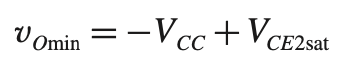 v_{Omin} = -V_{CC} + V_{CE2sat}